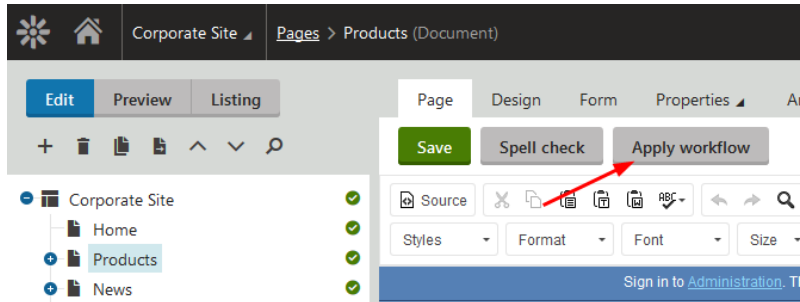 Corporate Site Pages > Products (Document)
Edit Preview Listing
Page Design Form Properties
Save Spell check Apply workflow
Corporate Site
Home
Products
News
Source ABC
Styles Format Font Size
Sign in to Administration.